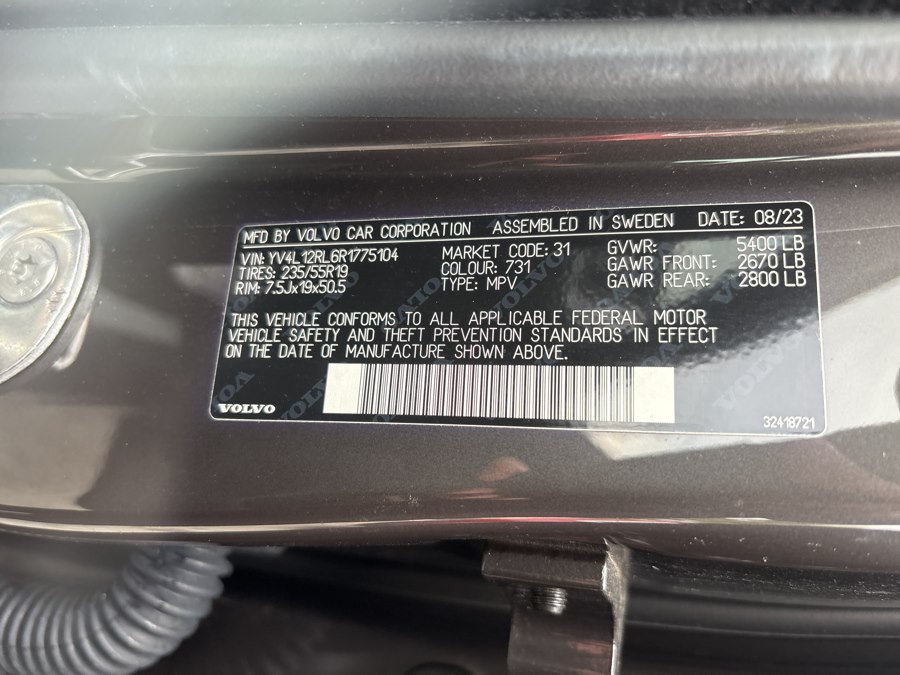 MFD BY VOLVO CAR CORPORATION ASSEMBLED IN SWEDEN DATE: 08/23
VIN: YV4L12RL6R1775104 MARKET CODE: 31 GVWR: 5400 LB
TIRES: 235/55R19 COLOUR: 731 GAWR FRONT: 2670 LB
RIM: 7.5Jx19x50.5 TYPE: MPV GAWR REAR: 2800 LB
THIS VEHICLE CONFORMS TO ALL APPLICABLE FEDERAL MOTOR
VEHICLE SAFETY AND THEFT PREVENTION STANDARDS IN EFFECT
ON THE DATE OF MANUFACTURE SHOWN ABOVE.
VOLVO 32418721